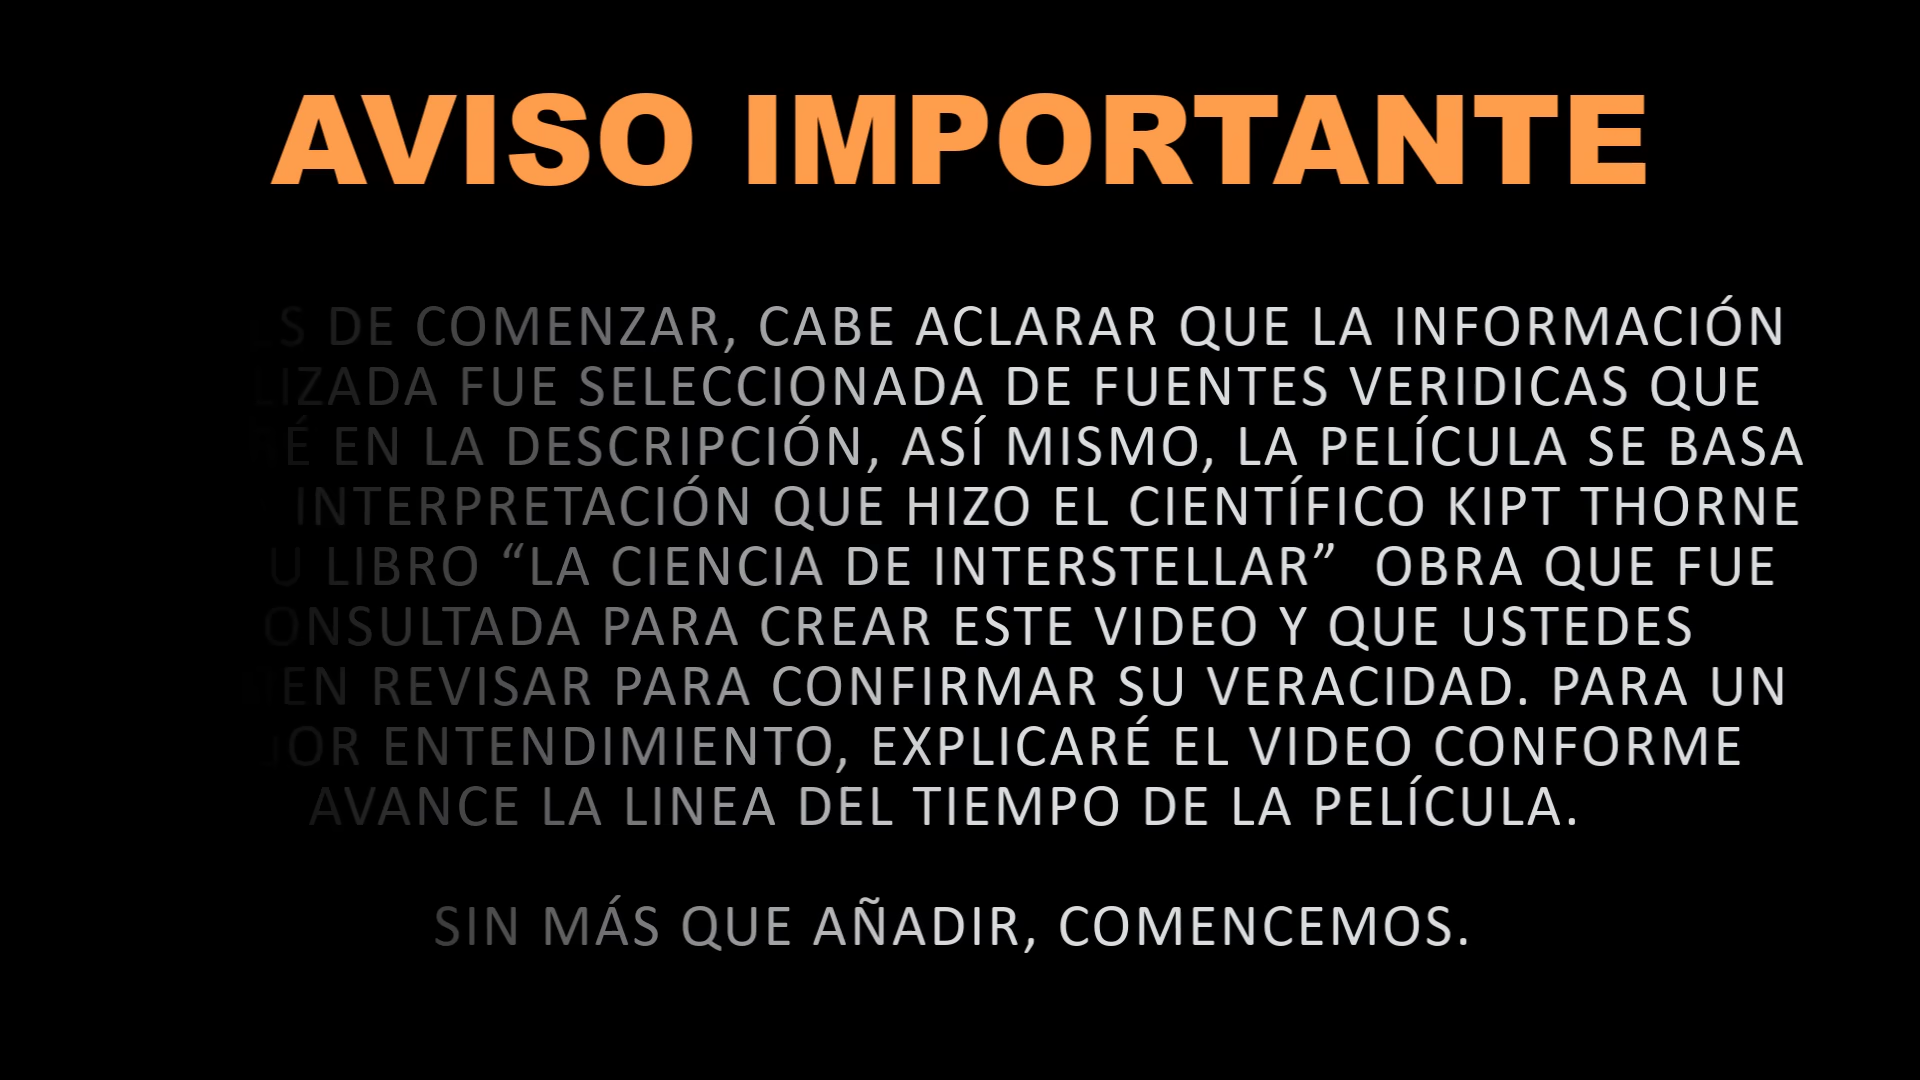 AVISO IMPORTANTE
DE COMENZAR, CABE ACLARAR QUE LA INFORMACIÓN
FUE SELECCIONADA DE FUENTES VERIDICAS QUE
EN LA DESCRIPCIÓN, ASÍ MISMO, LA PELÍCULA SE BASA
INTERPRETACIÓN QUE HIZO EL CIENTÍFICO KIPT THORNE
LIBRO “LA CIENCIA DE INTERSTELLAR” OBRA QUE FUE
CONSULTADA PARA CREAR ESTE VIDEO Y QUE USTEDES
REVISAR PARA CONFIRMAR SU VERACIDAD. PARA UN
ENTENDIMIENTO, EXPLICARÉ EL VIDEO CONFORME
AVANCE LA LINEA DEL TIEMPO DE LA PELÍCULA.
SIN MÁS QUE AÑADIR, COMENCEMOS.